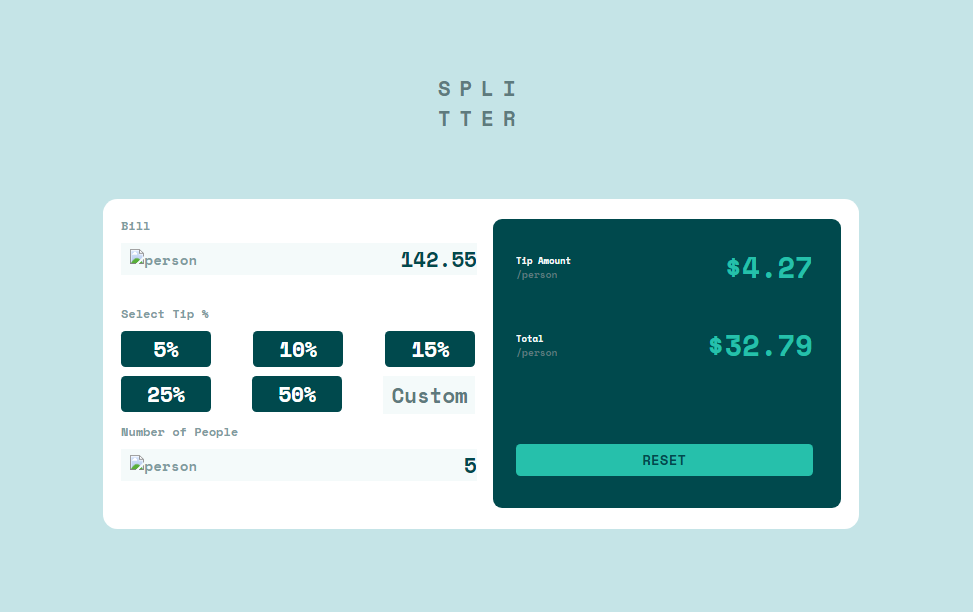 SPLI
TTER
Bill
person 142.55
Select Tip %
5% 10% 15%
25% 50% Custom
Number of People
person 5
Tip Amount
/person
$4.27
Total
/person
$32.79
RESET